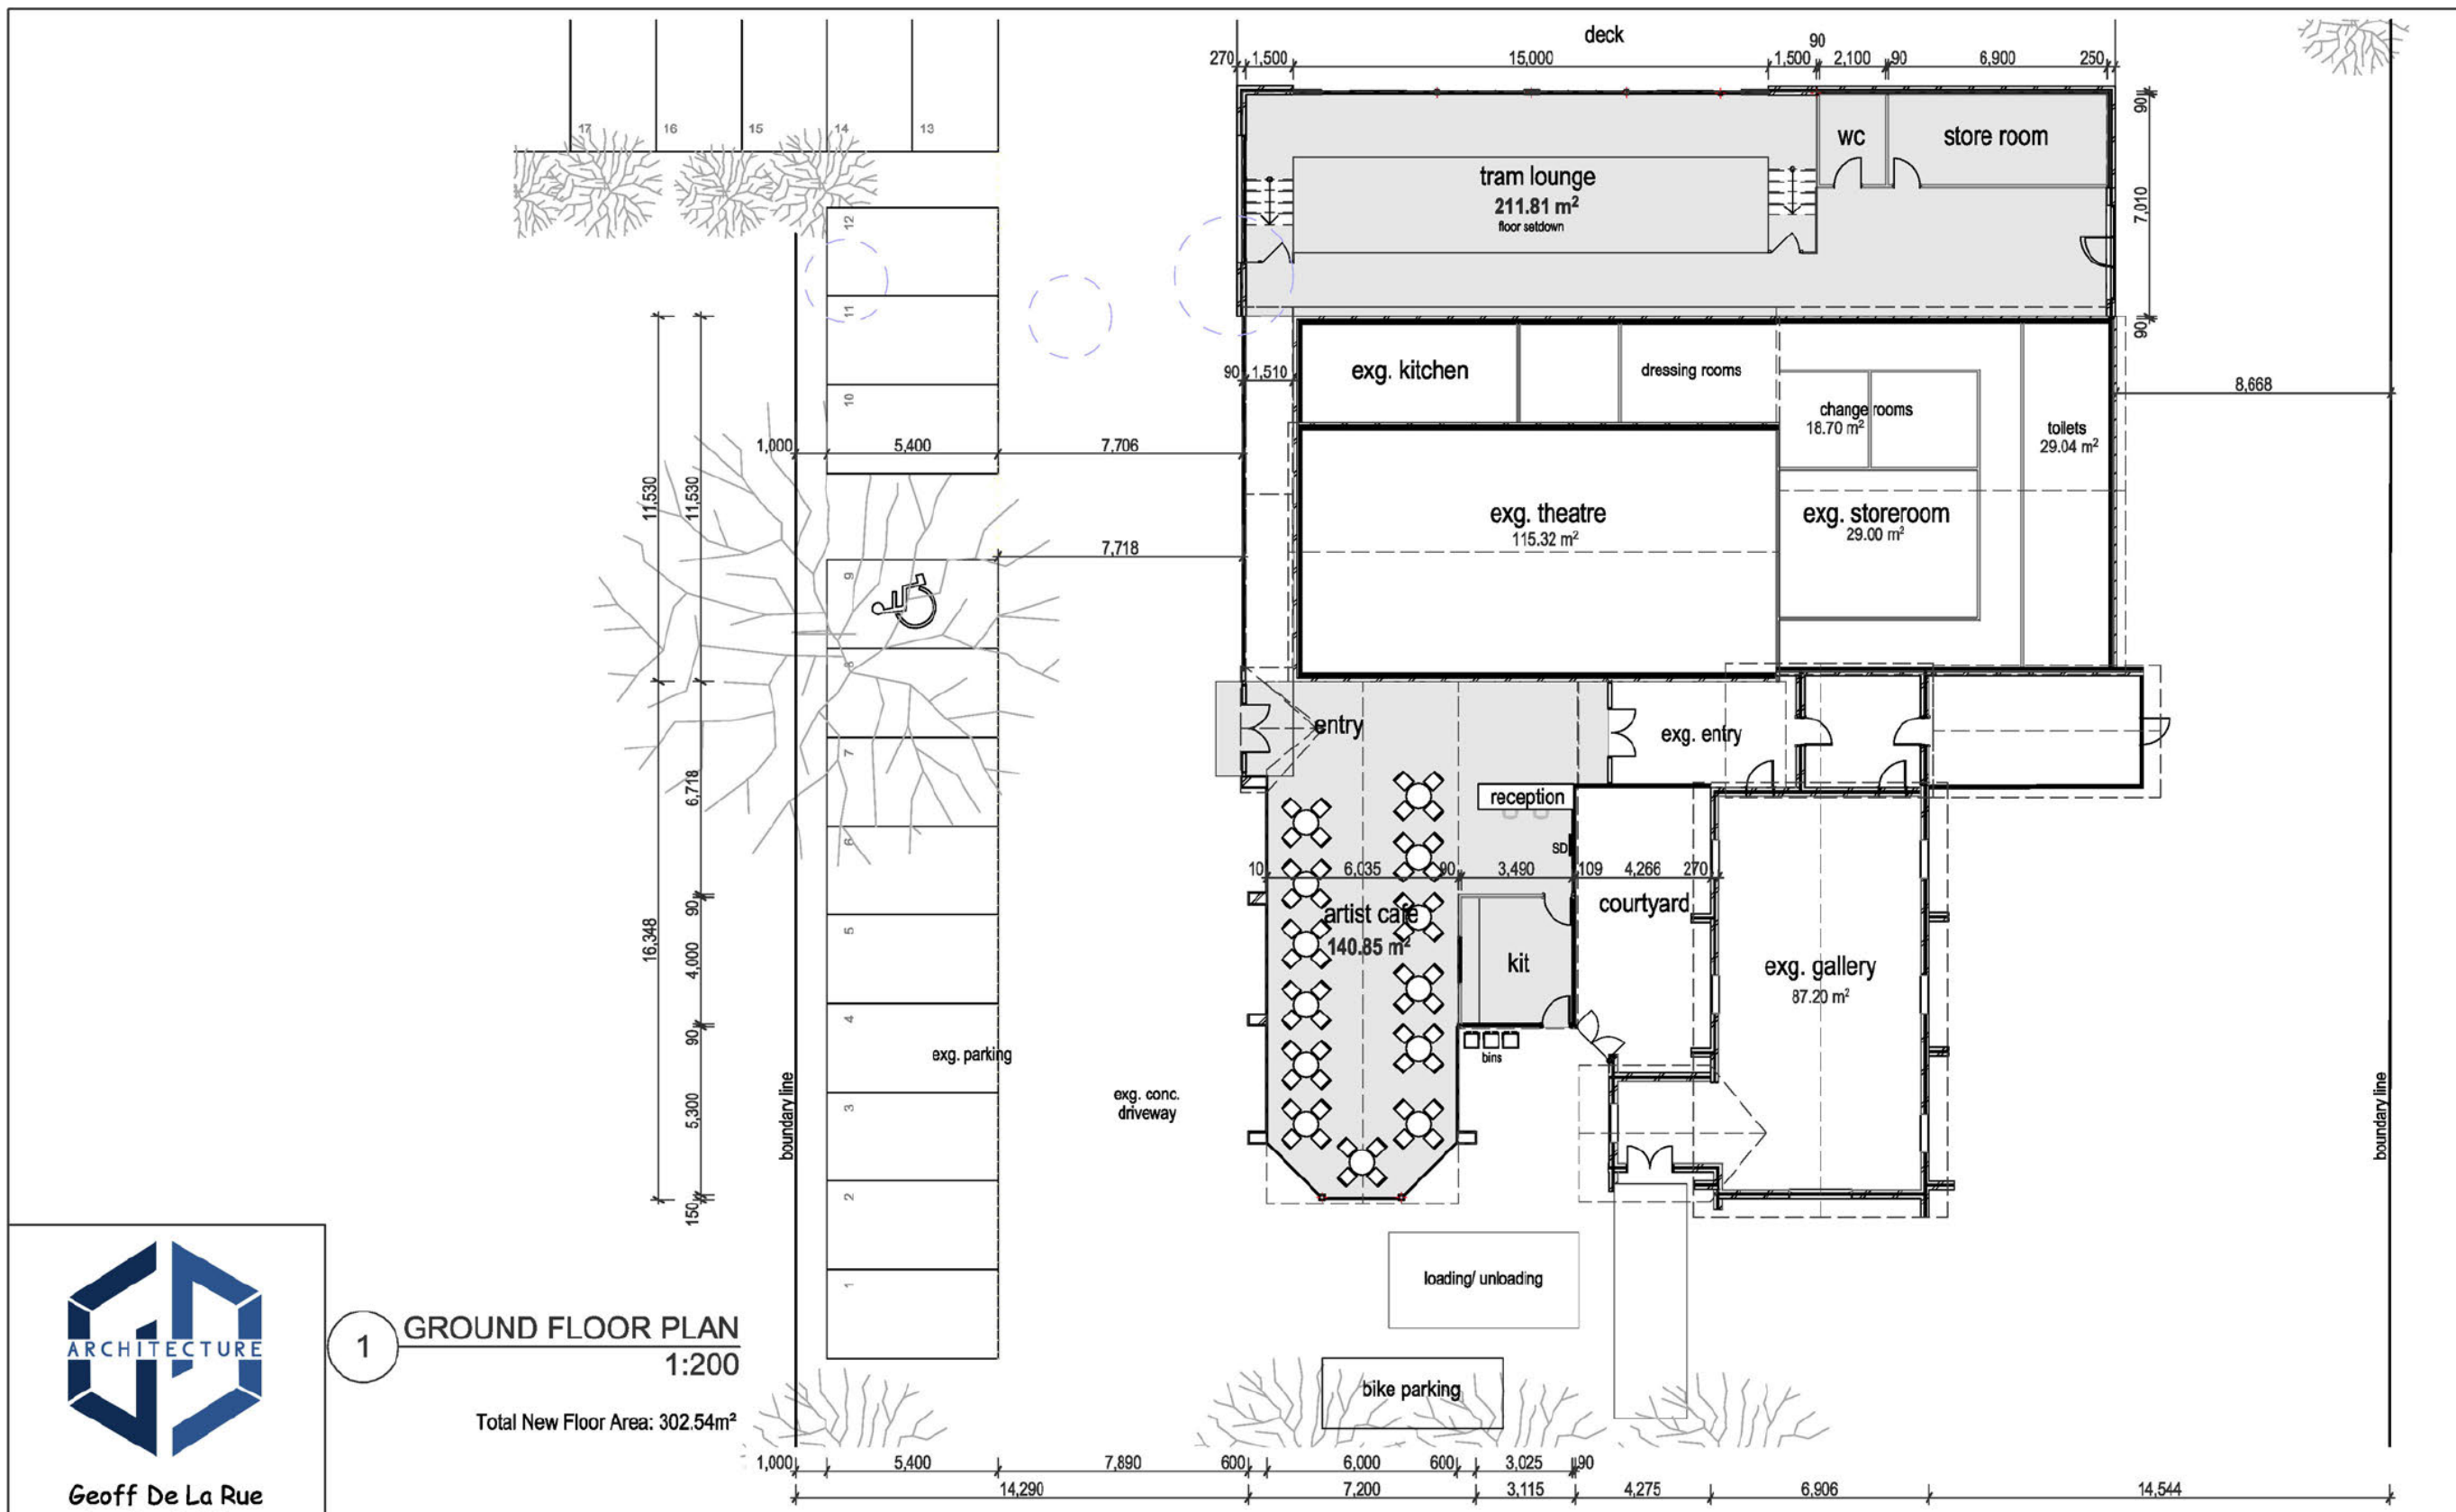 deck
90
270 1,500 15,000 1,500 2,100 90 6,900 250
90
17 16 15 14 13
wc
store room
tram lounge
211.81 m²
floor setdown
7,010
12
11
90
exg. kitchen
dressing rooms
90 1,510
8,668
10
change rooms
18.70 m²
toilets
29.04 m²
1,000 5,400 7,706
11,530
11,530
exg. theatre
115.32 m²
exg. storeroom
29.00 m²
7,718
9
8
entry
exg. entry
7
6,718
reception
6
SD
10 6,035 90 3,490 109 4,266 270
90
artist cafe
140.85 m²
courtyard
5
16,348
4,000
kit
exg. gallery
87.20 m²
4
90
exg. parking
bins
exg. conc.
driveway
3
5,300
boundary line
boundary line
2
150
loading/ unloading
1
ARCHITECTURE
Geoff De La Rue
1
GROUND FLOOR PLAN
1:200
bike parking
Total New Floor Area: 302.54m²
1,000 5,400 7,890 600 6,000 600 3,025 90
14,290 7,200 3,115 4,275 6,906 14,544